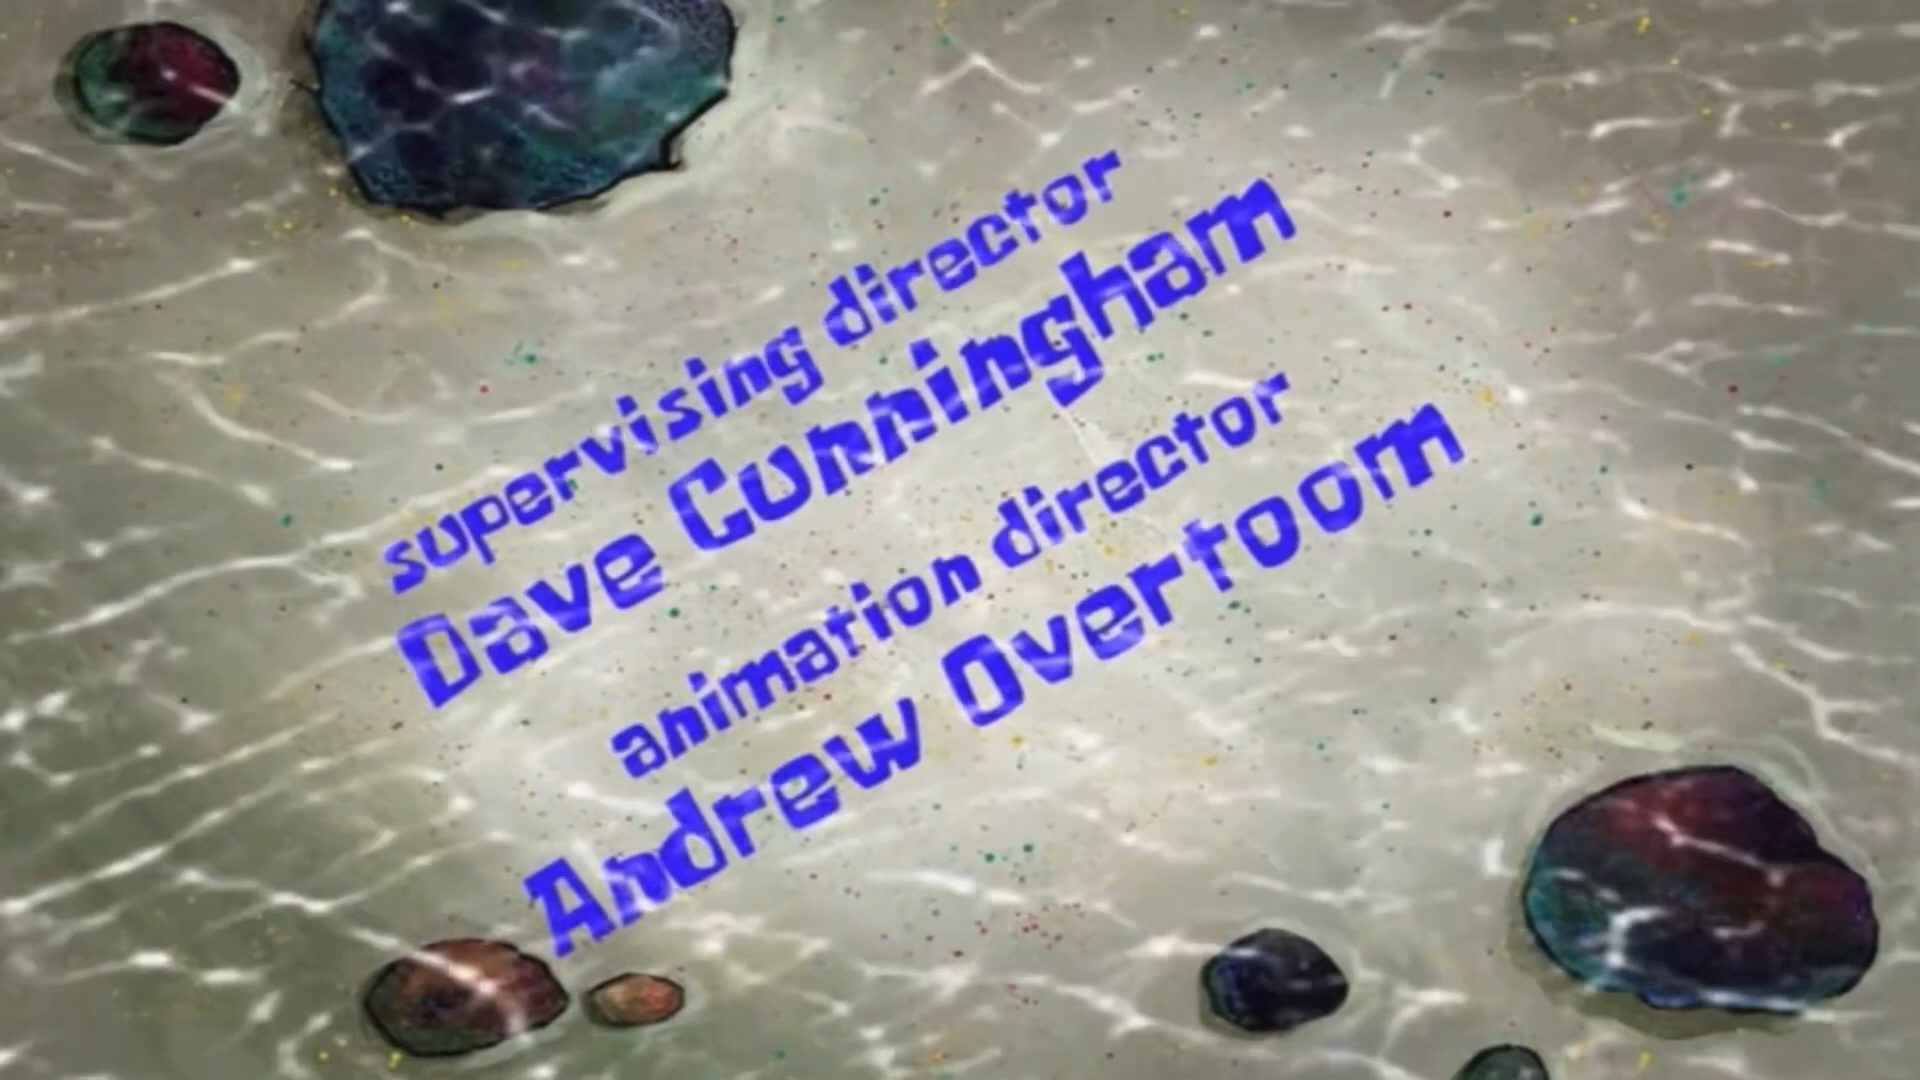 supervising director
Dave Cunningham
animation director
Andrew Overtoom